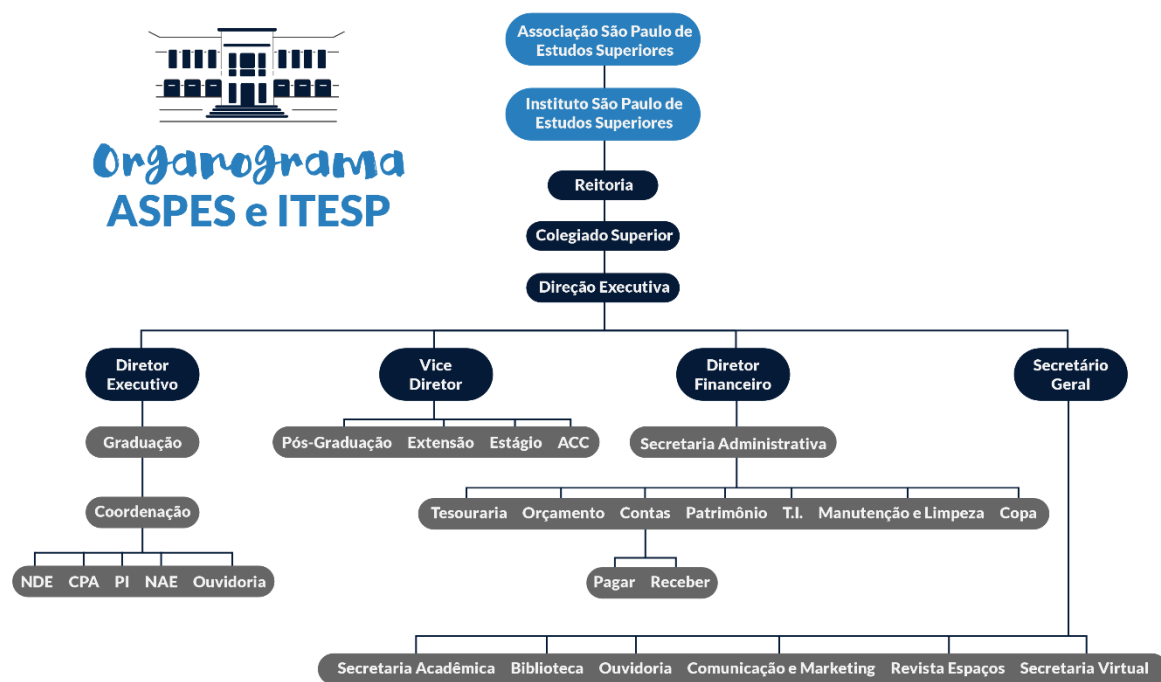 Associação São Paulo de
Estudos Superiores
Instituto São Paulo de
Estudos Superiores
Organograma
ASPES e ITESP
Reitoria
Colegiado Superior
Direção Executiva
Diretor
Executivo
Vice
Diretor
Diretor
Financeiro
Secretário
Geral
Graduação
Pós-Graduação Extensão Estágio ACC
Secretaria Administrativa
Coordenação
Tesouraria Orçamento Contas Patrimônio T.I. Manutenção e Limpeza Copa
NDE CPA PI NAE Ouvidoria
Pagar Receber
Secretaria Acadêmica Biblioteca Ouvidoria Comunicação e Marketing Revista Espaços Secretaria Virtual